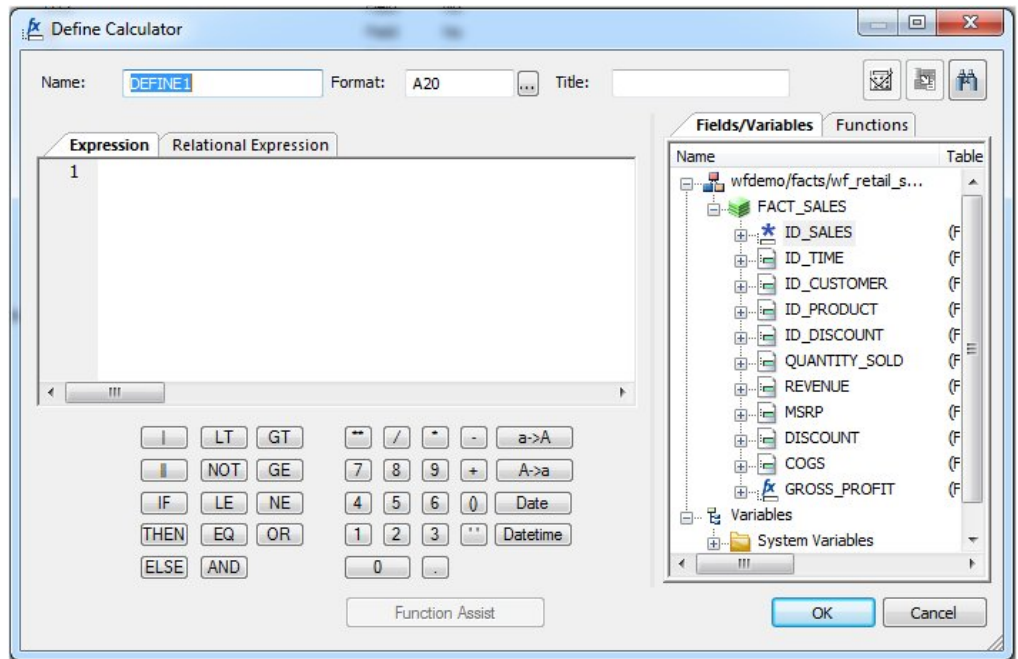 Define Calculator
Name: DEFINE1 Format: A20 ... Title:
Fields/Variables Functions
Expression Relational Expression
Name Table
1
wfdemo/facts/wf_retail_s...
FACT_SALES
ID_SALES (F
ID_TIME (F
ID_CUSTOMER (F
ID_PRODUCT (F
ID_DISCOUNT (F
QUANTITY_SOLD (F
REVENUE (F
MSRP (F
DISCOUNT (F
COGS (F
GROSS_PROFIT (F
Variables
System Variables
| LT GT ** / * - a->A
|| NOT GE 7 8 9 + A->a
IF LE NE 4 5 6 () Date
THEN EQ OR 1 2 3 ' ' Datetime
ELSE AND 0 .
Function Assist
OK Cancel